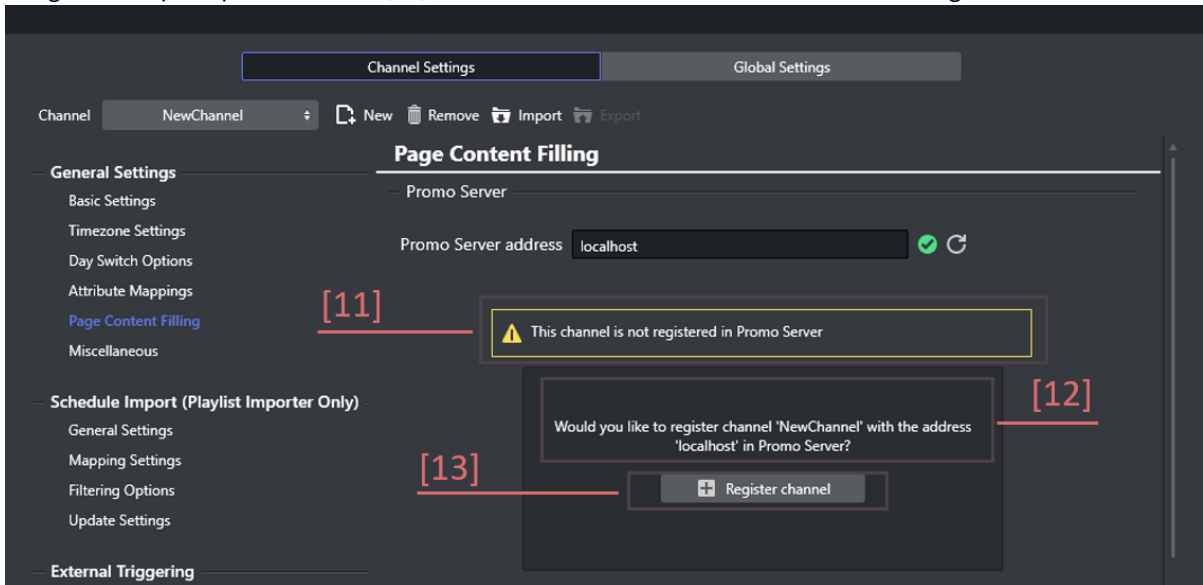 Channel Settings
Global Settings
Channel
NewChannel
New
Remove
Import
Export
General Settings
Basic Settings
Timezone Settings
Day Switch Options
Attribute Mappings
Page Content Filling
Miscellaneous
Schedule Import (Playlist Importer Only)
General Settings
Mapping Settings
Filtering Options
Update Settings
External Triggering
Page Content Filling
Promo Server
Promo Server address
localhost
[11]
This channel is not registered in Promo Server
[12]
Would you like to register channel 'NewChannel' with the address
'localhost' in Promo Server?
[13]
Register channel